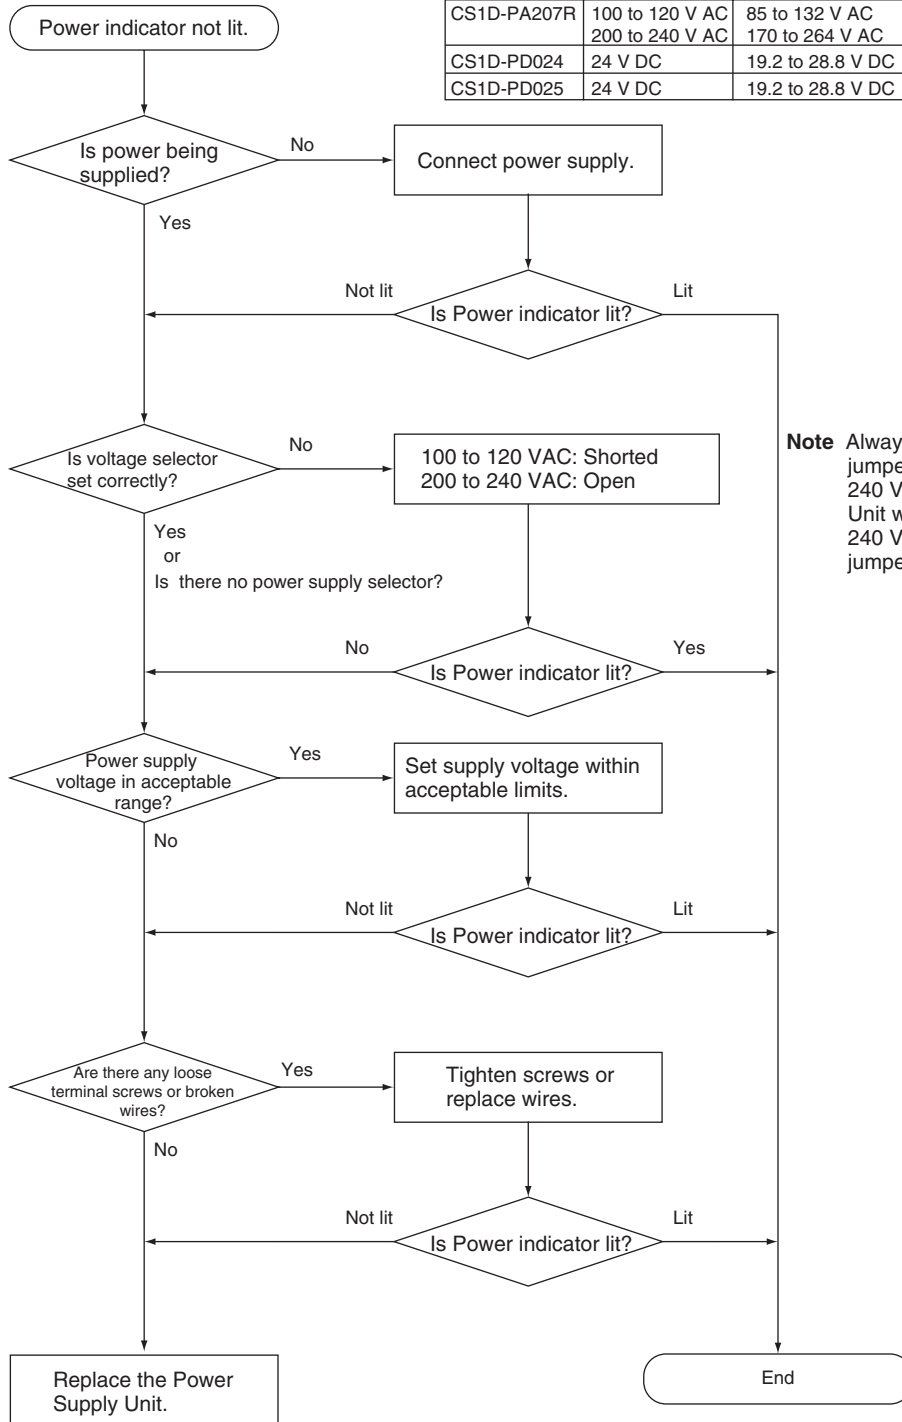 CS1D-PA207R 100 to 120 V AC 85 to 132 V AC
200 to 240 V AC 170 to 264 V AC
CS1D-PD024 24 V DC 19.2 to 28.8 V DC
CS1D-PD025 24 V DC 19.2 to 28.8 V DC
Power indicator not lit.
Is power being
supplied?
No
Connect power supply.
Yes
Not lit
Is Power indicator lit?
Lit
Is voltage selector
set correctly?
No
100 to 120 VAC: Shorted
200 to 240 VAC: Open
Note
jumpe
240 V
Unit w
240 V
jumpe
Yes
or
Is there no power supply selector?
No
Is Power indicator lit?
Yes
Power supply
voltage in acceptable
range?
Yes
Set supply voltage within
acceptable limits.
No
Not lit
Is Power indicator lit?
Lit
Are there any loose
terminal screws or broken
wires?
Yes
Tighten screws or
replace wires.
No
Not lit
Is Power indicator lit?
Lit
Replace the Power
Supply Unit.
End